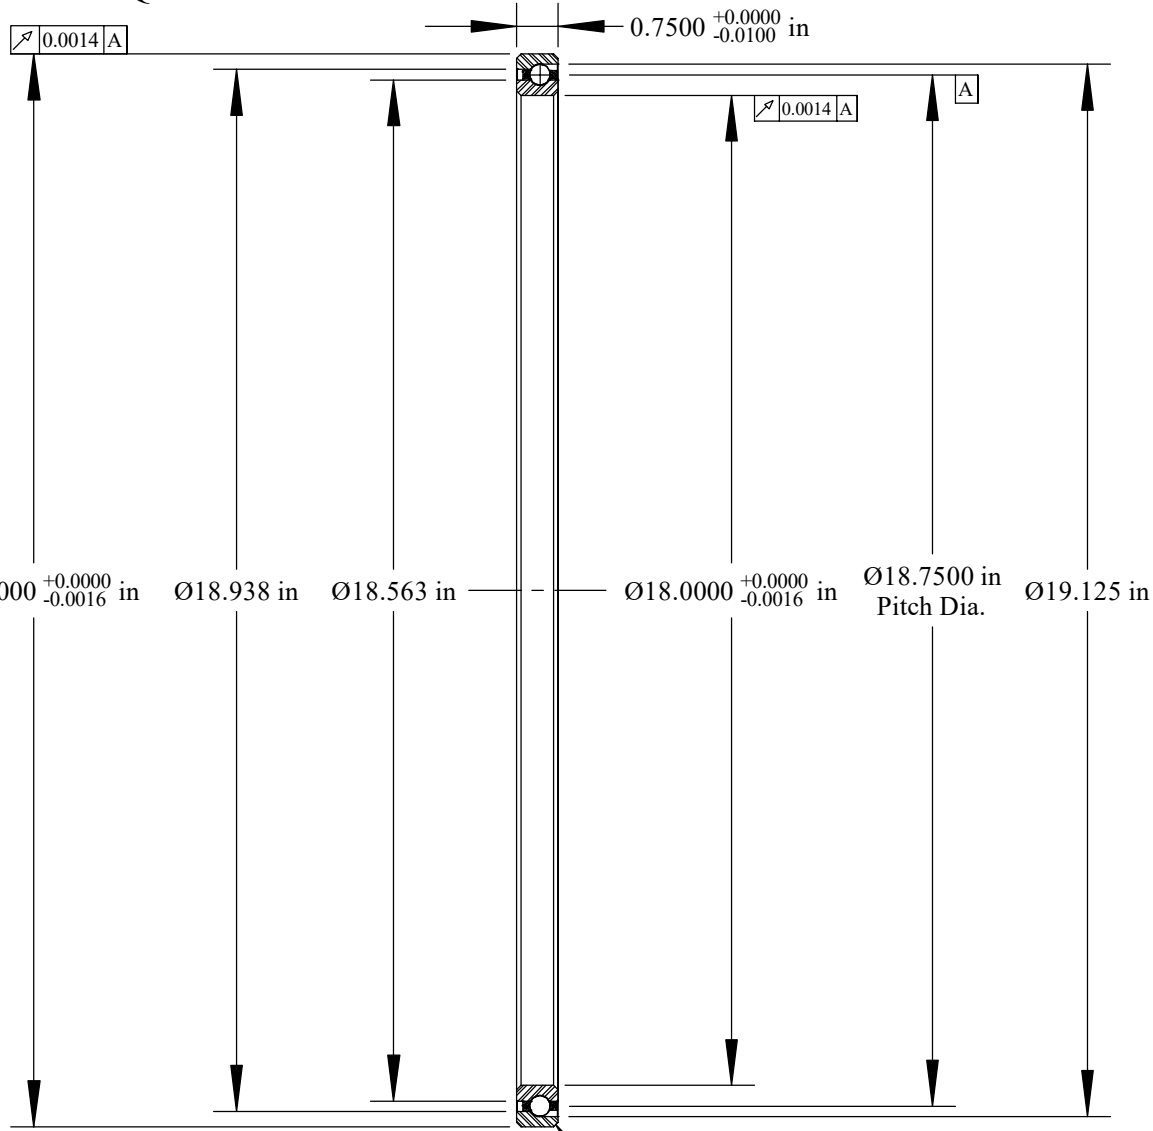 0.7500 +0.0000 -0.0100 in
0.0014 A
A
0.0014 A
000 +0.0000 -0.0016 in
Ø18.938 in
Ø18.563 in
Ø18.0000 +0.0000 -0.0016 in
Ø18.7500 in
Pitch Dia.
Ø19.125 in